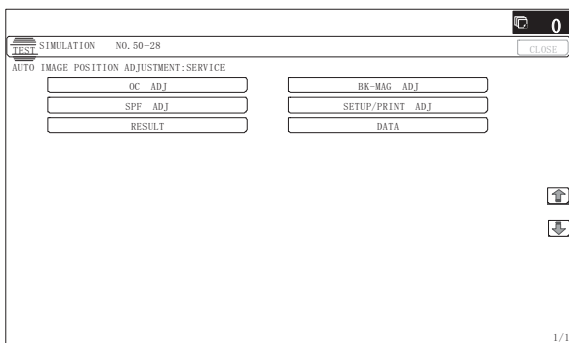 0
TEST SIMULATION NO.50-28
CLOSE
AUTO IMAGE POSITION ADJUSTMENT:SERVICE
OC ADJ
BK-MAG ADJ
SPF ADJ
SETUP/PRINT ADJ
RESULT
DATA
1/1